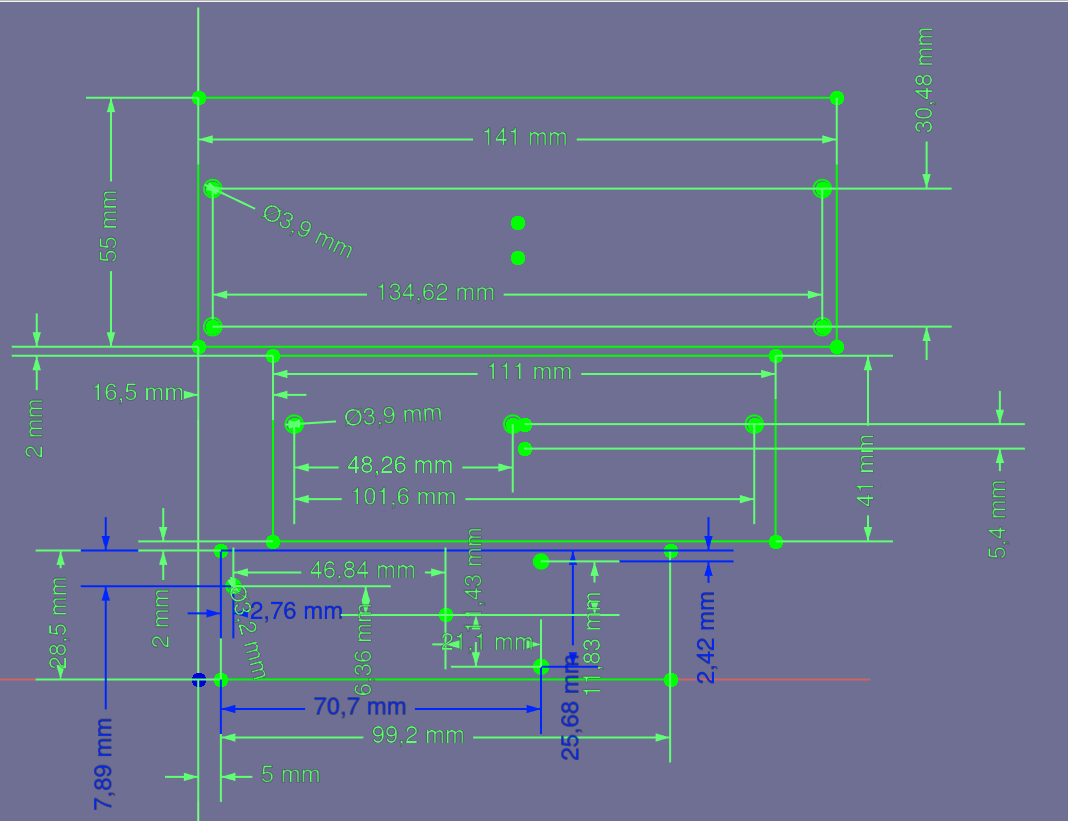 30,48 mm
141 mm
55 mm
Ø3,9 mm
134,62 mm
2 mm
16,5 mm
111 mm
Ø3,9 mm
48,26 mm
101,6 mm
41 mm
5,4 mm
28,5 mm
2 mm
46,84 mm
2,76 mm
Ø3,2 mm
6,36 mm
21,1 mm
11,83 mm
2,42 mm
7,89 mm
70,7 mm
25,68 mm
99,2 mm
5 mm